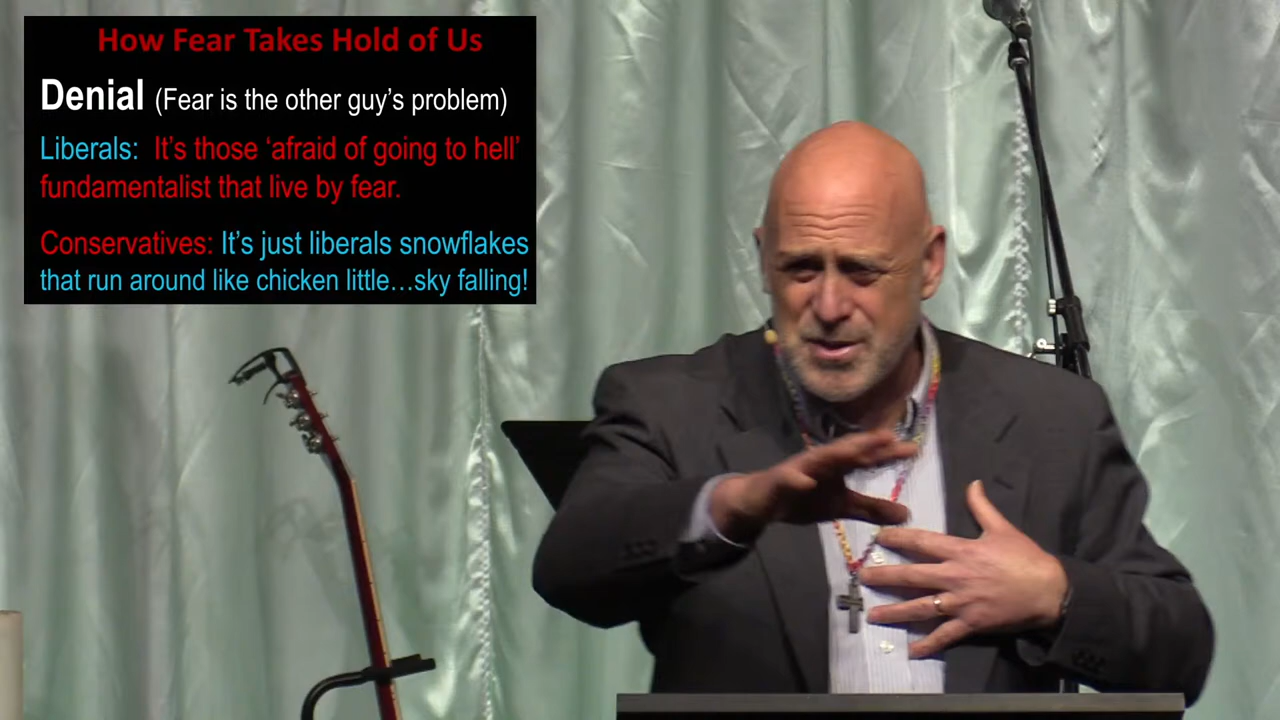 How Fear Takes Hold of Us
Denial (Fear is the other guy's problem)
Liberals: It's those 'afraid of going to hell'
fundamentalist that live by fear.
Conservatives: It's just liberals snowflakes
that run around like chicken little…sky falling!